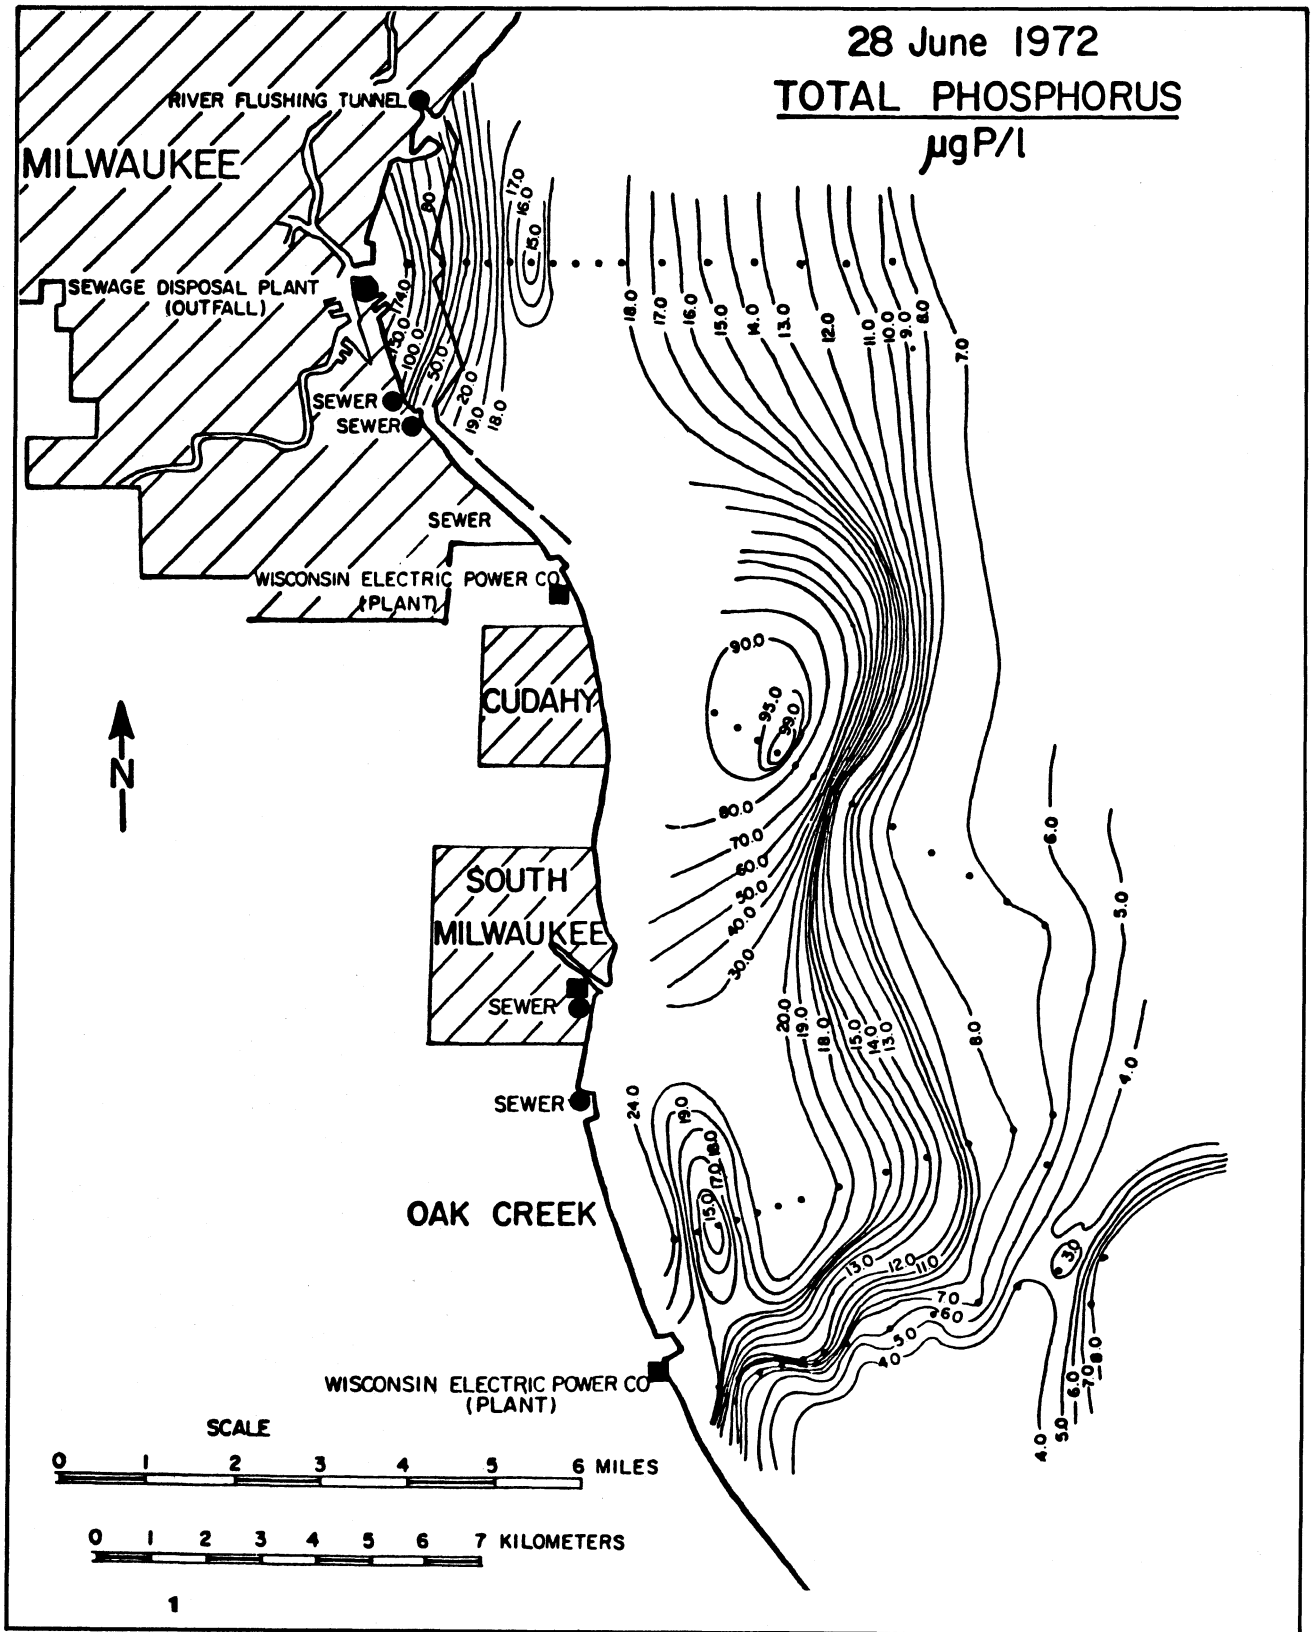 28 June 1972
TOTAL PHOSPHORUS
µgP/l
RIVER FLUSHING TUNNEL
MILWAUKEE
80
17.0
16.0
15.0
SEWAGE DISPOSAL PLANT
(OUTFALL)
174.0
150.0
100.0
50.0
20.0
19.0
18.0
18.0
17.0
16.0
15.0
14.0
13.0
12.0
11.0
10.0
9.0
8.0
7.0
SEWER
SEWER
SEWER
WISCONSIN ELECTRIC POWER CO
(PLANT)
CUDAHY
90.0
95.0
99.0
N
80.0
70.0
60.0
50.0
40.0
30.0
6.0
5.0
SOUTH
MILWAUKEE
SEWER
20.0
19.0
18.0
15.0
14.0
13.0
8.0
4.0
SEWER
24.0
19.0
18.0
17.0
15.0
OAK CREEK
13.0
12.0
11.0
3.0
7.0
6.0
5.0
4.0
WISCONSIN ELECTRIC POWER CO
(PLANT)
4.0
5.0
6.0
7.0
8.0
SCALE
0 1 2 3 4 5 6 MILES
0 1 2 3 4 5 6 7 KILOMETERS
1